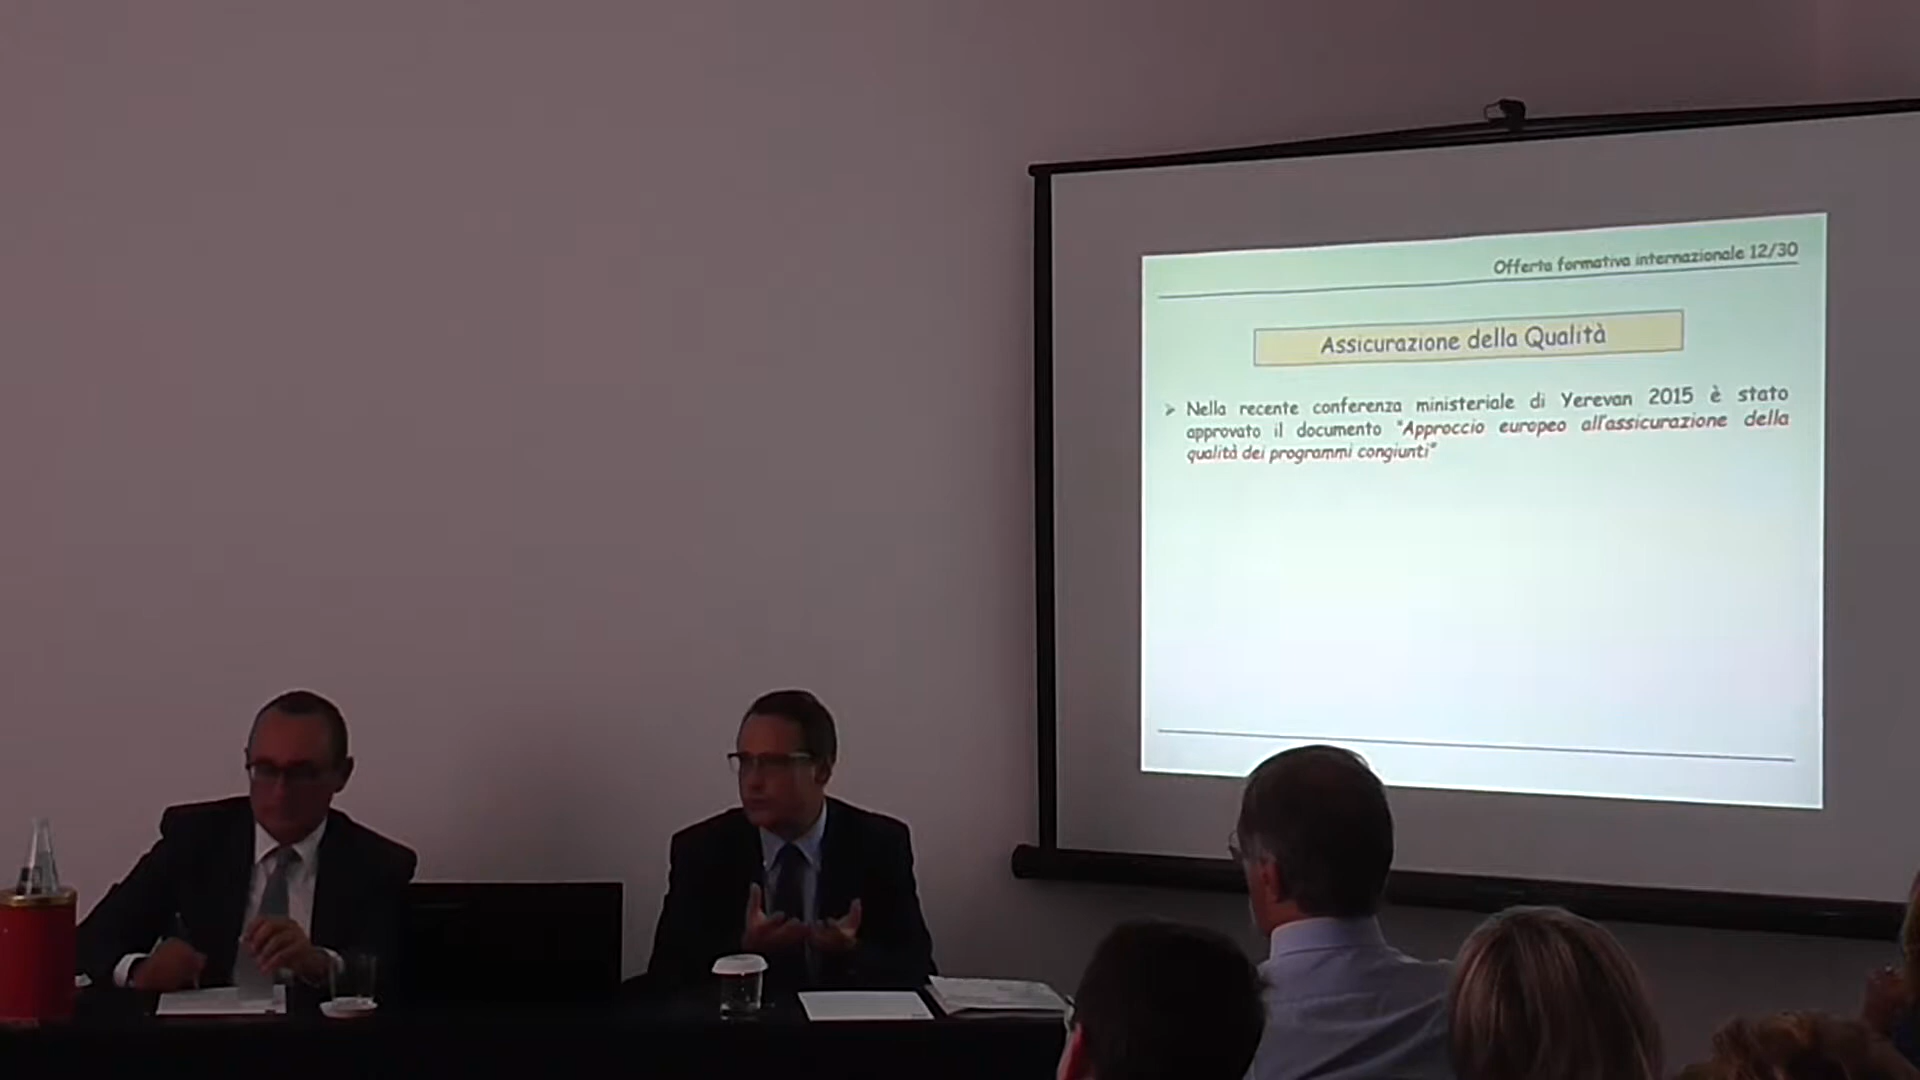 Offerta formativa internazionale 12/30
Assicurazione della Qualità
➤ Nella recente conferenza ministeriale di Yerevan 2015 è stato
approvato il documento "Approccio europeo all'assicurazione della
qualità dei programmi congiunti"